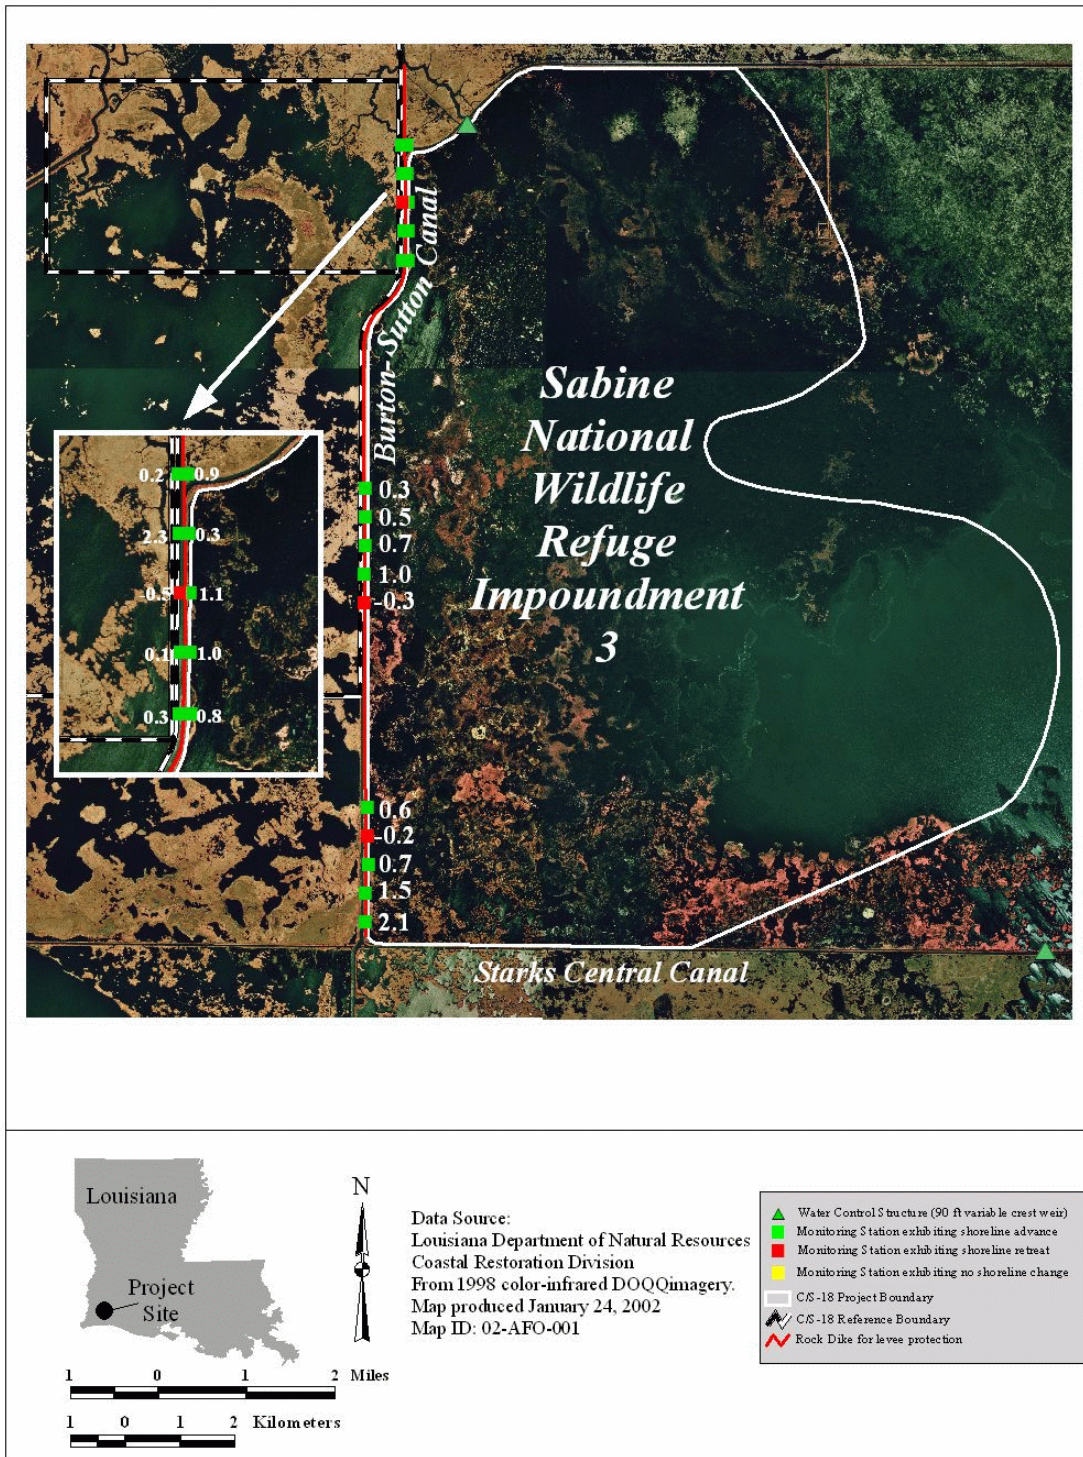 Burton-Sutton Canal
Sabine
National
Wildlife
Refuge
Impoundment
3
0.2 0.9
2.3 0.3
-0.5 1.1
0.1 1.0
0.3 0.8
0.3
0.5
0.7
1.0
-0.3
0.6
-0.2
0.7
1.5
2.1
Starks Central Canal
Louisiana
Project
Site
N
Data Source:
Louisiana Department of Natural Resources
Coastal Restoration Division
From 1998 color-infrared DOQQimagery.
Map produced January 24, 2002
Map ID: 02-AFO-001
Water Control Structure (90 ft variable crest weir)
Monitoring Station exhibiting shoreline advance
Monitoring Station exhibiting shoreline retreat
Monitoring Station exhibiting no shoreline change
C/S-18 Project Boundary
C/S-18 Reference Boundary
Rock Dike for levee protection
1 0 1 2 Miles
1 0 1 2 Kilometers